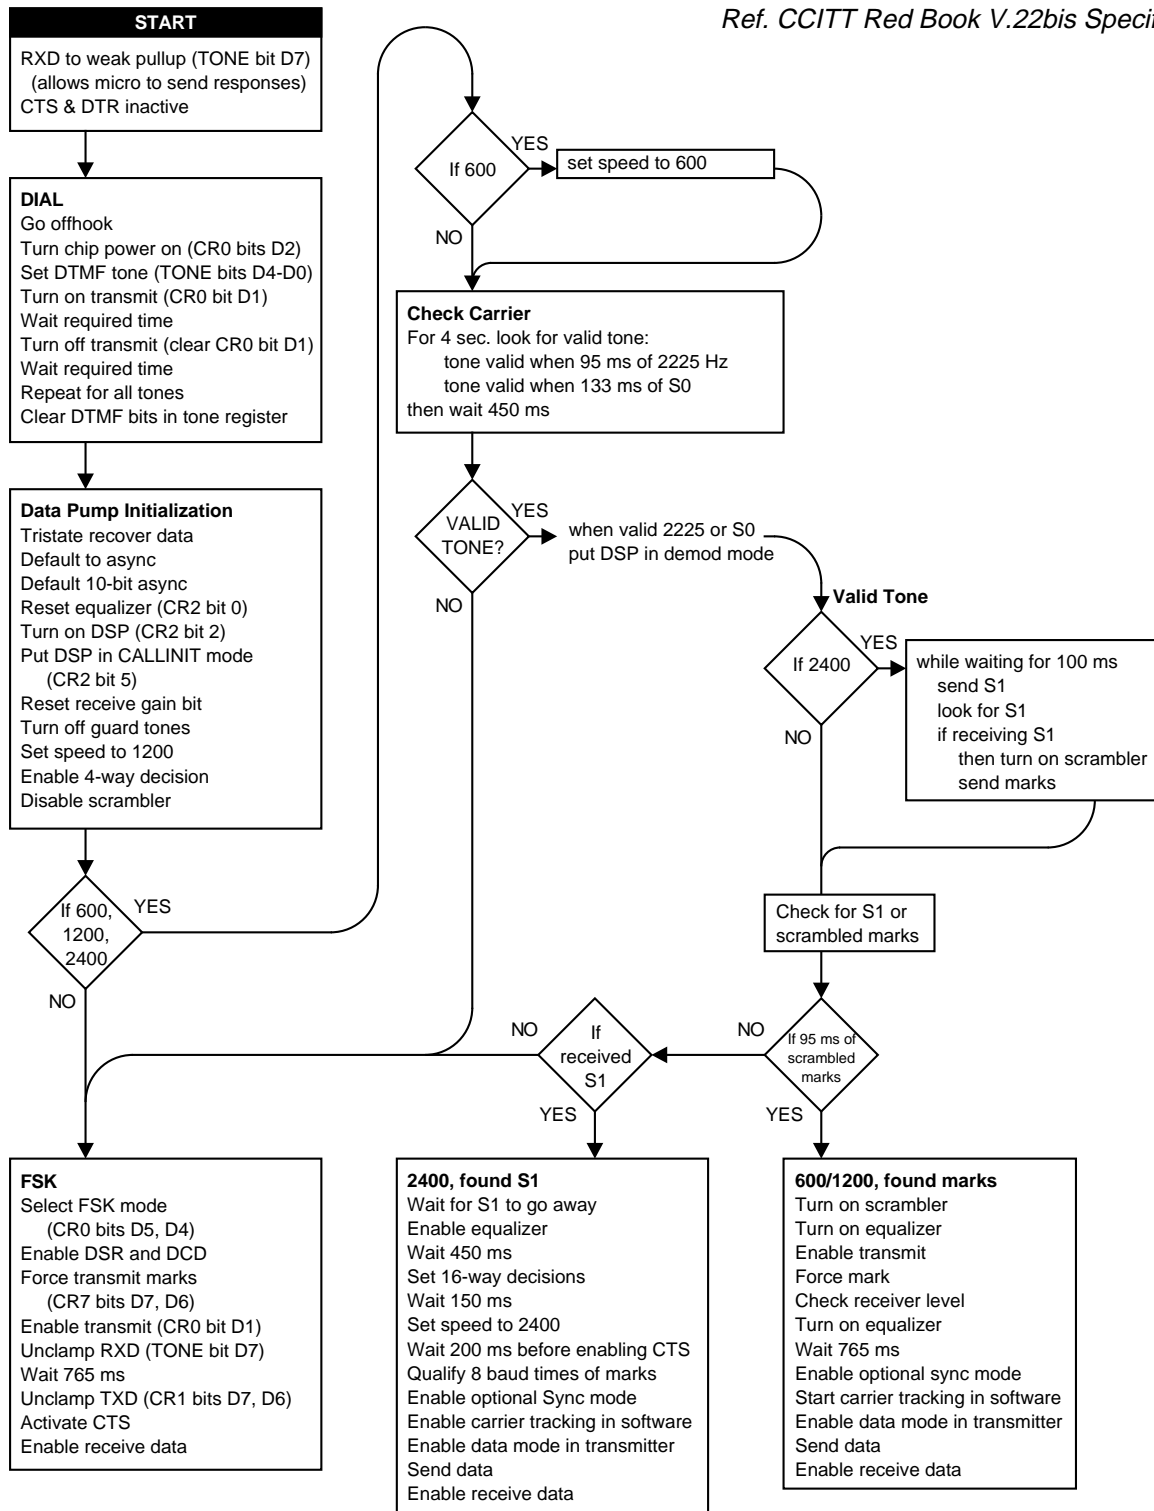 Ref. CCITT Red Book V.22bis
START
RXD to weak pullup (TONE bit D7)
(allows micro to send responses)
CTS & DTR inactive
DIAL
Go offhook
Turn chip power on (CR0 bits D2)
Set DTMF tone (TONE bits D4-D0)
Turn on transmit (CR0 bit D1)
Wait required time
Turn off transmit (clear CR0 bit D1)
Wait required time
Repeat for all tones
Clear DTMF bits in tone register
Data Pump Initialization
Tristate recover data
Default to async
Default 10-bit async
Reset equalizer (CR2 bit 0)
Turn on DSP (CR2 bit 2)
Put DSP in CALLINIT mode
(CR2 bit 5)
Reset receive gain bit
Turn off guard tones
Set speed to 1200
Enable 4-way decision
Disable scrambler
If 600,
1200,
2400
YES
NO
If 600
YES
set speed to 600
NO
Check Carrier
For 4 sec. look for valid tone:
tone valid when 95 ms of 2225 Hz
tone valid when 133 ms of S0
then wait 450 ms
VALID
TONE?
YES
when valid 2225 or S0
put DSP in demod mode
NO
Valid Tone
If 2400
YES
while waiting for 100 ms
send S1
look for S1
if receiving S1
then turn on scrambler
send marks
NO
Check for S1 or
scrambled marks
If 95 ms of
scrambled
marks
NO
YES
If
received
S1
NO
YES
FSK
Select FSK mode
(CR0 bits D5, D4)
Enable DSR and DCD
Force transmit marks
(CR7 bits D7, D6)
Enable transmit (CR0 bit D1)
Unclamp RXD (TONE bit D7)
Wait 765 ms
Unclamp TXD (CR1 bits D7, D6)
Activate CTS
Enable receive data
2400, found S1
Wait for S1 to go away
Enable equalizer
Wait 450 ms
Set 16-way decisions
Wait 150 ms
Set speed to 2400
Wait 200 ms before enabling CTS
Qualify 8 baud times of marks
Enable optional Sync mode
Enable carrier tracking in software
Enable data mode in transmitter
Send data
Enable receive data
600/1200, found marks
Turn on scrambler
Turn on equalizer
Enable transmit
Force mark
Check receiver level
Turn on equalizer
Wait 765 ms
Enable optional sync mode
Start carrier tracking in software
Enable data mode in transmitter
Send data
Enable receive data